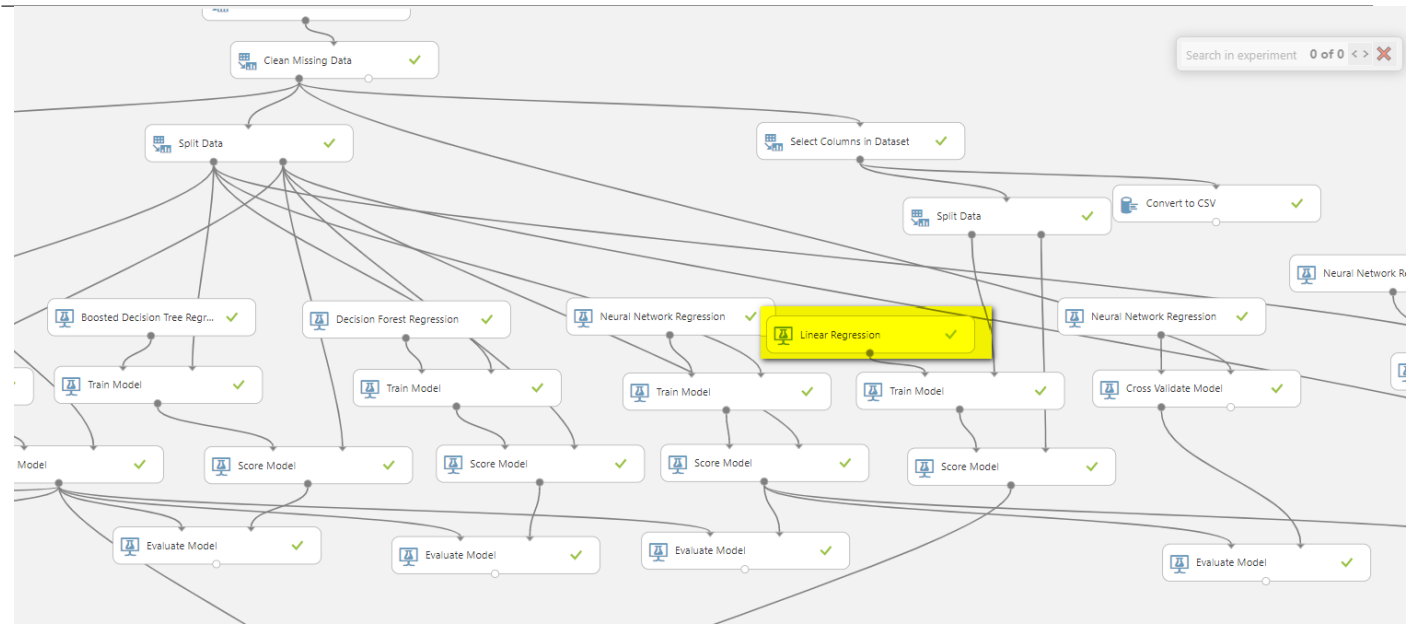 Clean Missing Data
Search in experiment 0 of 0 < >
Split Data
Select Columns in Dataset
Convert to CSV
Split Data
Neural Network R
Boosted Decision Tree Regr...
Decision Forest Regression
Neural Network Regression
Linear Regression
Neural Network Regression
Train Model
Train Model
Train Model
Train Model
Cross Validate Model
Model
Score Model
Score Model
Score Model
Score Model
Evaluate Model
Evaluate Model
Evaluate Model
Evaluate Model